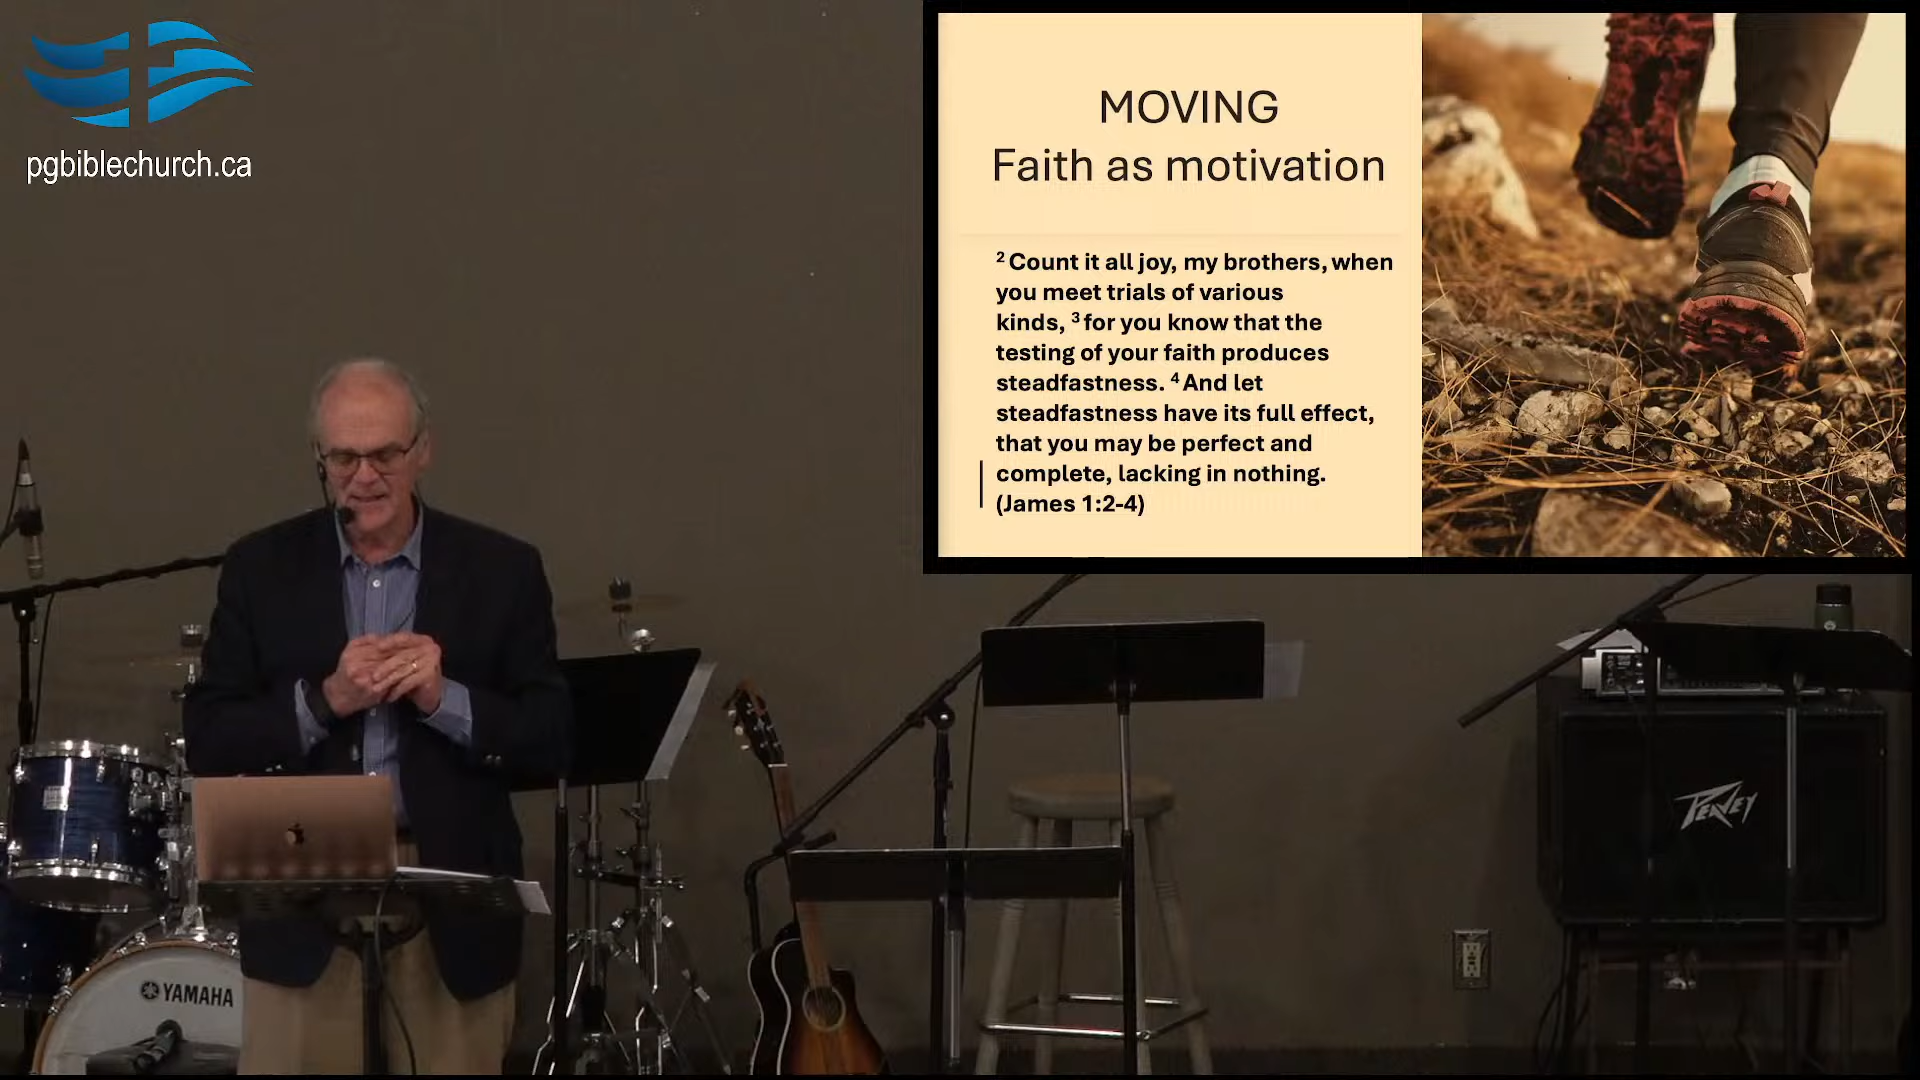 pgbiblechurch.ca
MOVING
Faith as motivation
² Count it all joy, my brothers, when
you meet trials of various
kinds, ³ for you know that the
testing of your faith produces
steadfastness. ⁴ And let
steadfastness have its full effect,
that you may be perfect and
complete, lacking in nothing.
(James 1:2-4)
PEAVEY
YAMAHA